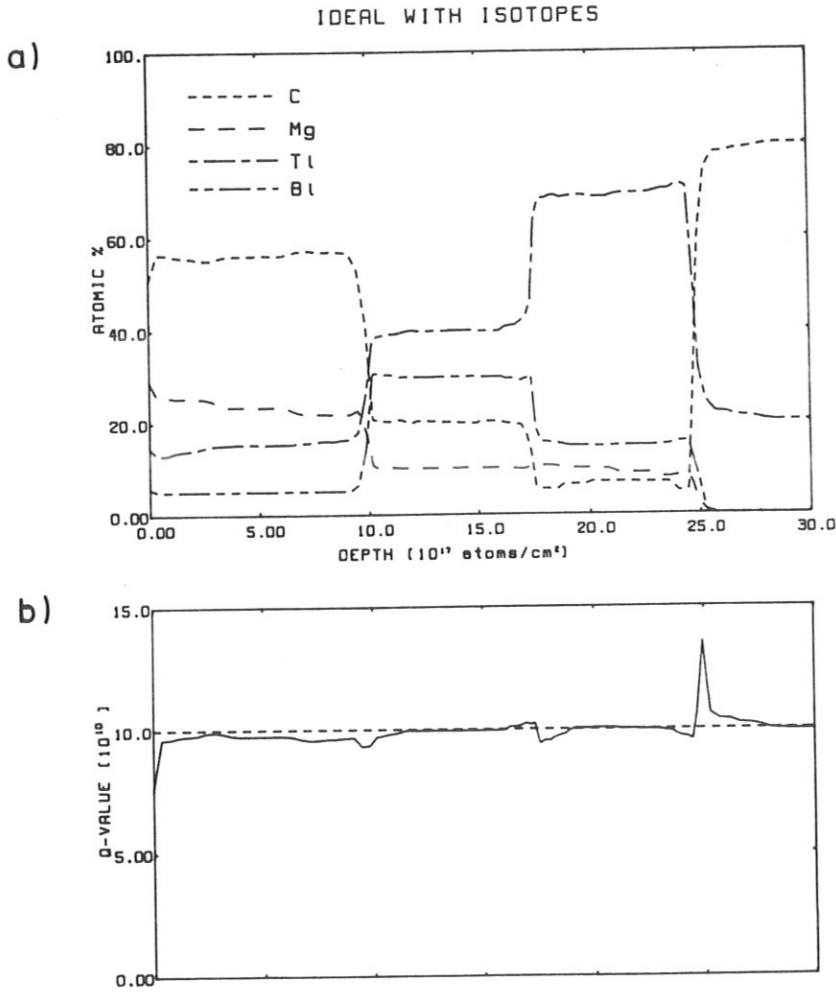 IDEAL WITH ISOTOPES
a)
100.
80.0
60.0
40.0
20.0
0.00
ATOMIC %
C
Mg
Tl
Bl
0.00 5.00 10.0 15.0 20.0 25.0 30.0
DEPTH [10¹⁷ atoms/cm²]
b)
15.0
10.0
5.00
0.00
Q-VALUE [10¹⁰]